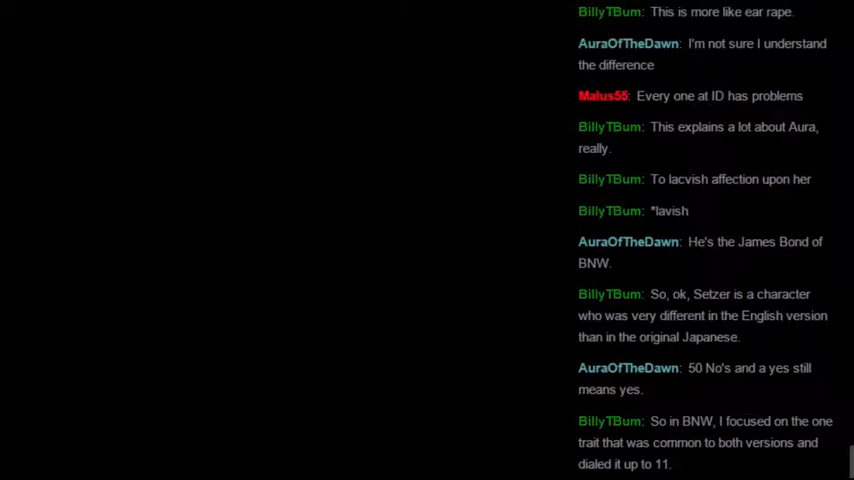 BillyTBum: This is more like ear rape.
AuraOfTheDawn: I'm not sure I understand
the difference
Malus55: Every one at ID has problems
BillyTBum: This explains a lot about Aura,
really.
BillyTBum: To lacvish affection upon her
BillyTBum: *lavish
AuraOfTheDawn: He's the James Bond of
BNW.
BillyTBum: So, ok, Setzer is a character
who was very different in the English version
than in the original Japanese.
AuraOfTheDawn: 50 No's and a yes still
means yes.
BillyTBum: So in BNW, I focused on the one
trait that was common to both versions and
dialed it up to 11.